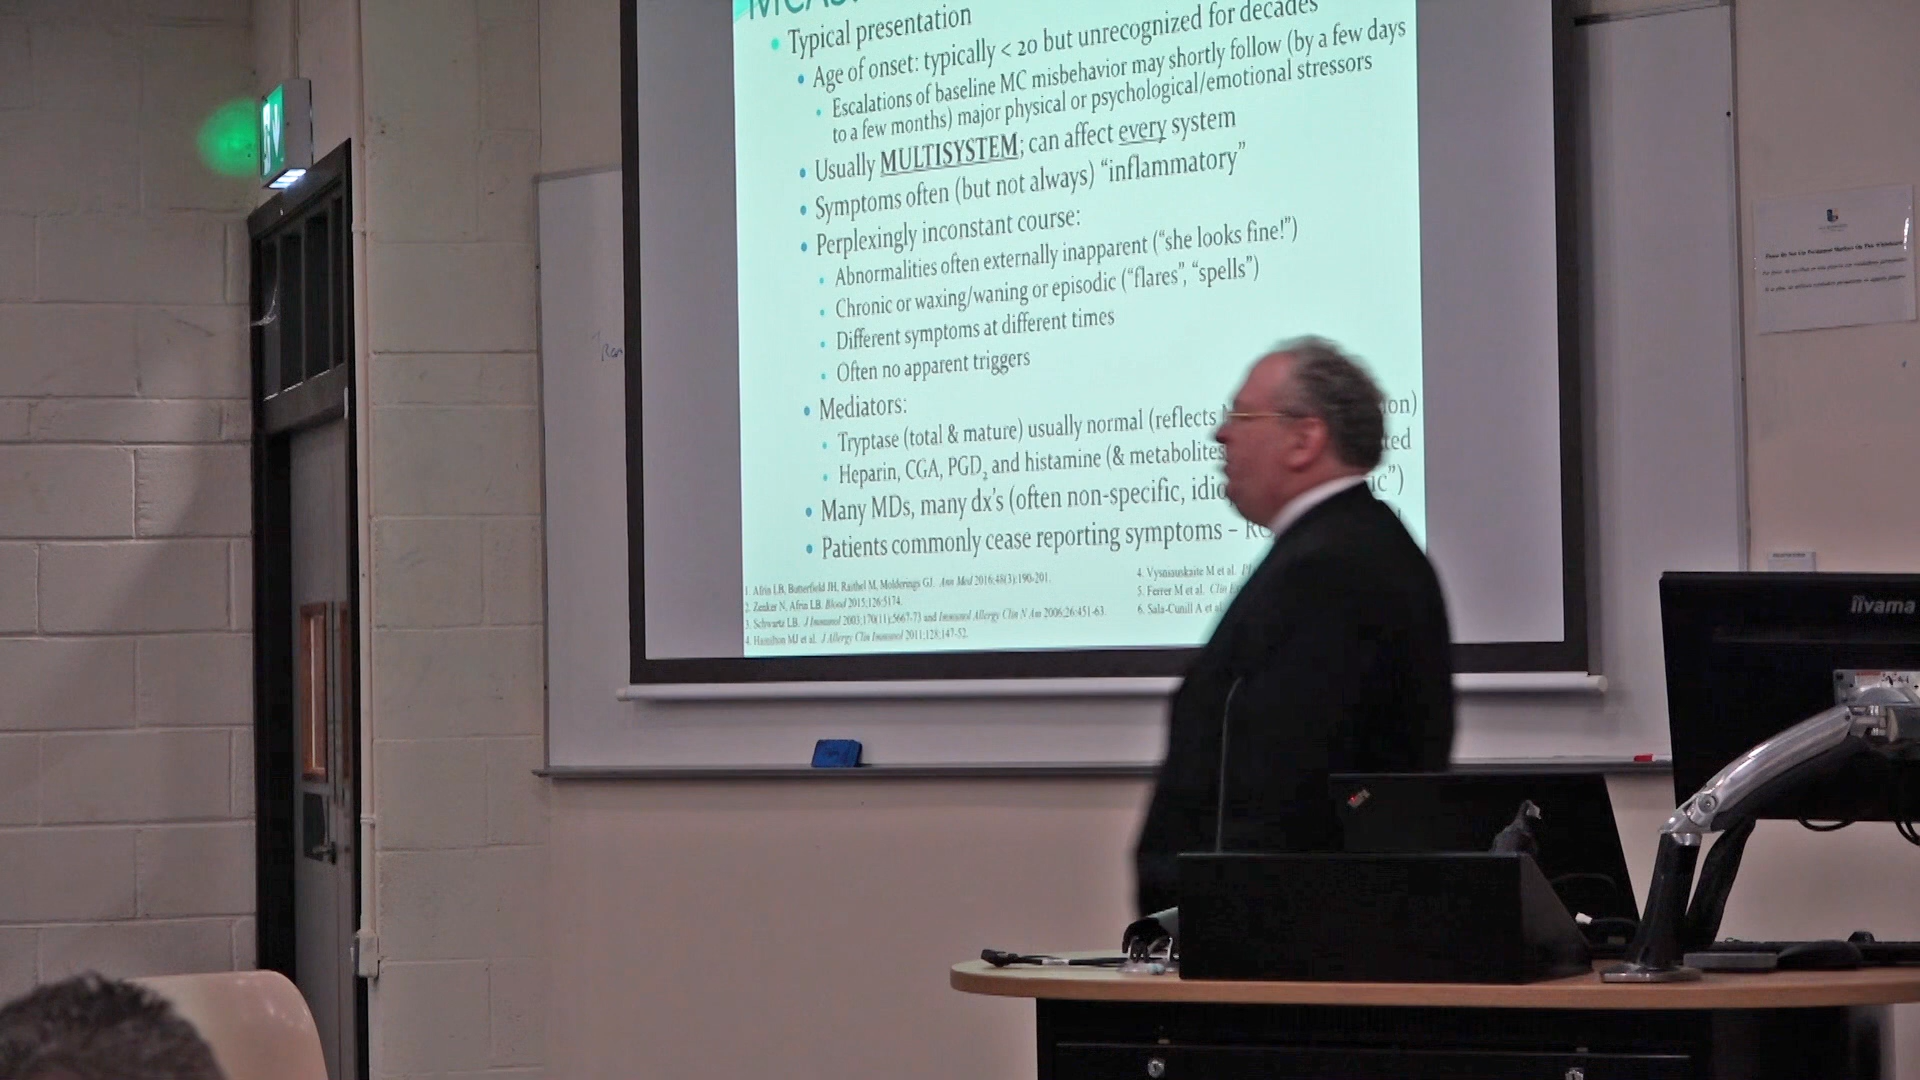 MCAS
Typical presentation
Age of onset: typically < 20 but unrecognized for decades
Escalations of baseline MC misbehavior may shortly follow (by a few days
to a few months) major physical or psychological/emotional stressors
Usually MULTISYSTEM; can affect every system
Symptoms often (but not always) “inflammatory”
Perplexingly inconstant course:
Abnormalities often externally inapparent (“she looks fine!”)
Chronic or waxing/waning or episodic (“flares”, “spells”)
Different symptoms at different times
Often no apparent triggers
Mediators:
Tryptase (total & mature) usually normal (reflects on)
Heparin, CGA, PGD2 and histamine (& metabolites ted
Many MDs, many dx’s (often non-specific, idio ic”)
Patients commonly cease reporting symptoms –
1. Afrin LB, Butterfield JH, Raithel M, Molderings GJ. Ann Med 2016;48(3):190-201.
2. Zenker N, Afrin LB. Blood 2015;126:5174.
3. Schwartz LB. J Immunol 2003;170(11):5667-73 and Immunol Allergy Clin N Am 2006;26:451-63.
4. Hamilton MJ et al. J Allergy Clin Immunol 2011;128:147-52.
4. Vysniauskaite M et al.
5. Ferrer M et al. Clin
6. Sala-Cunill A et al
iiyama